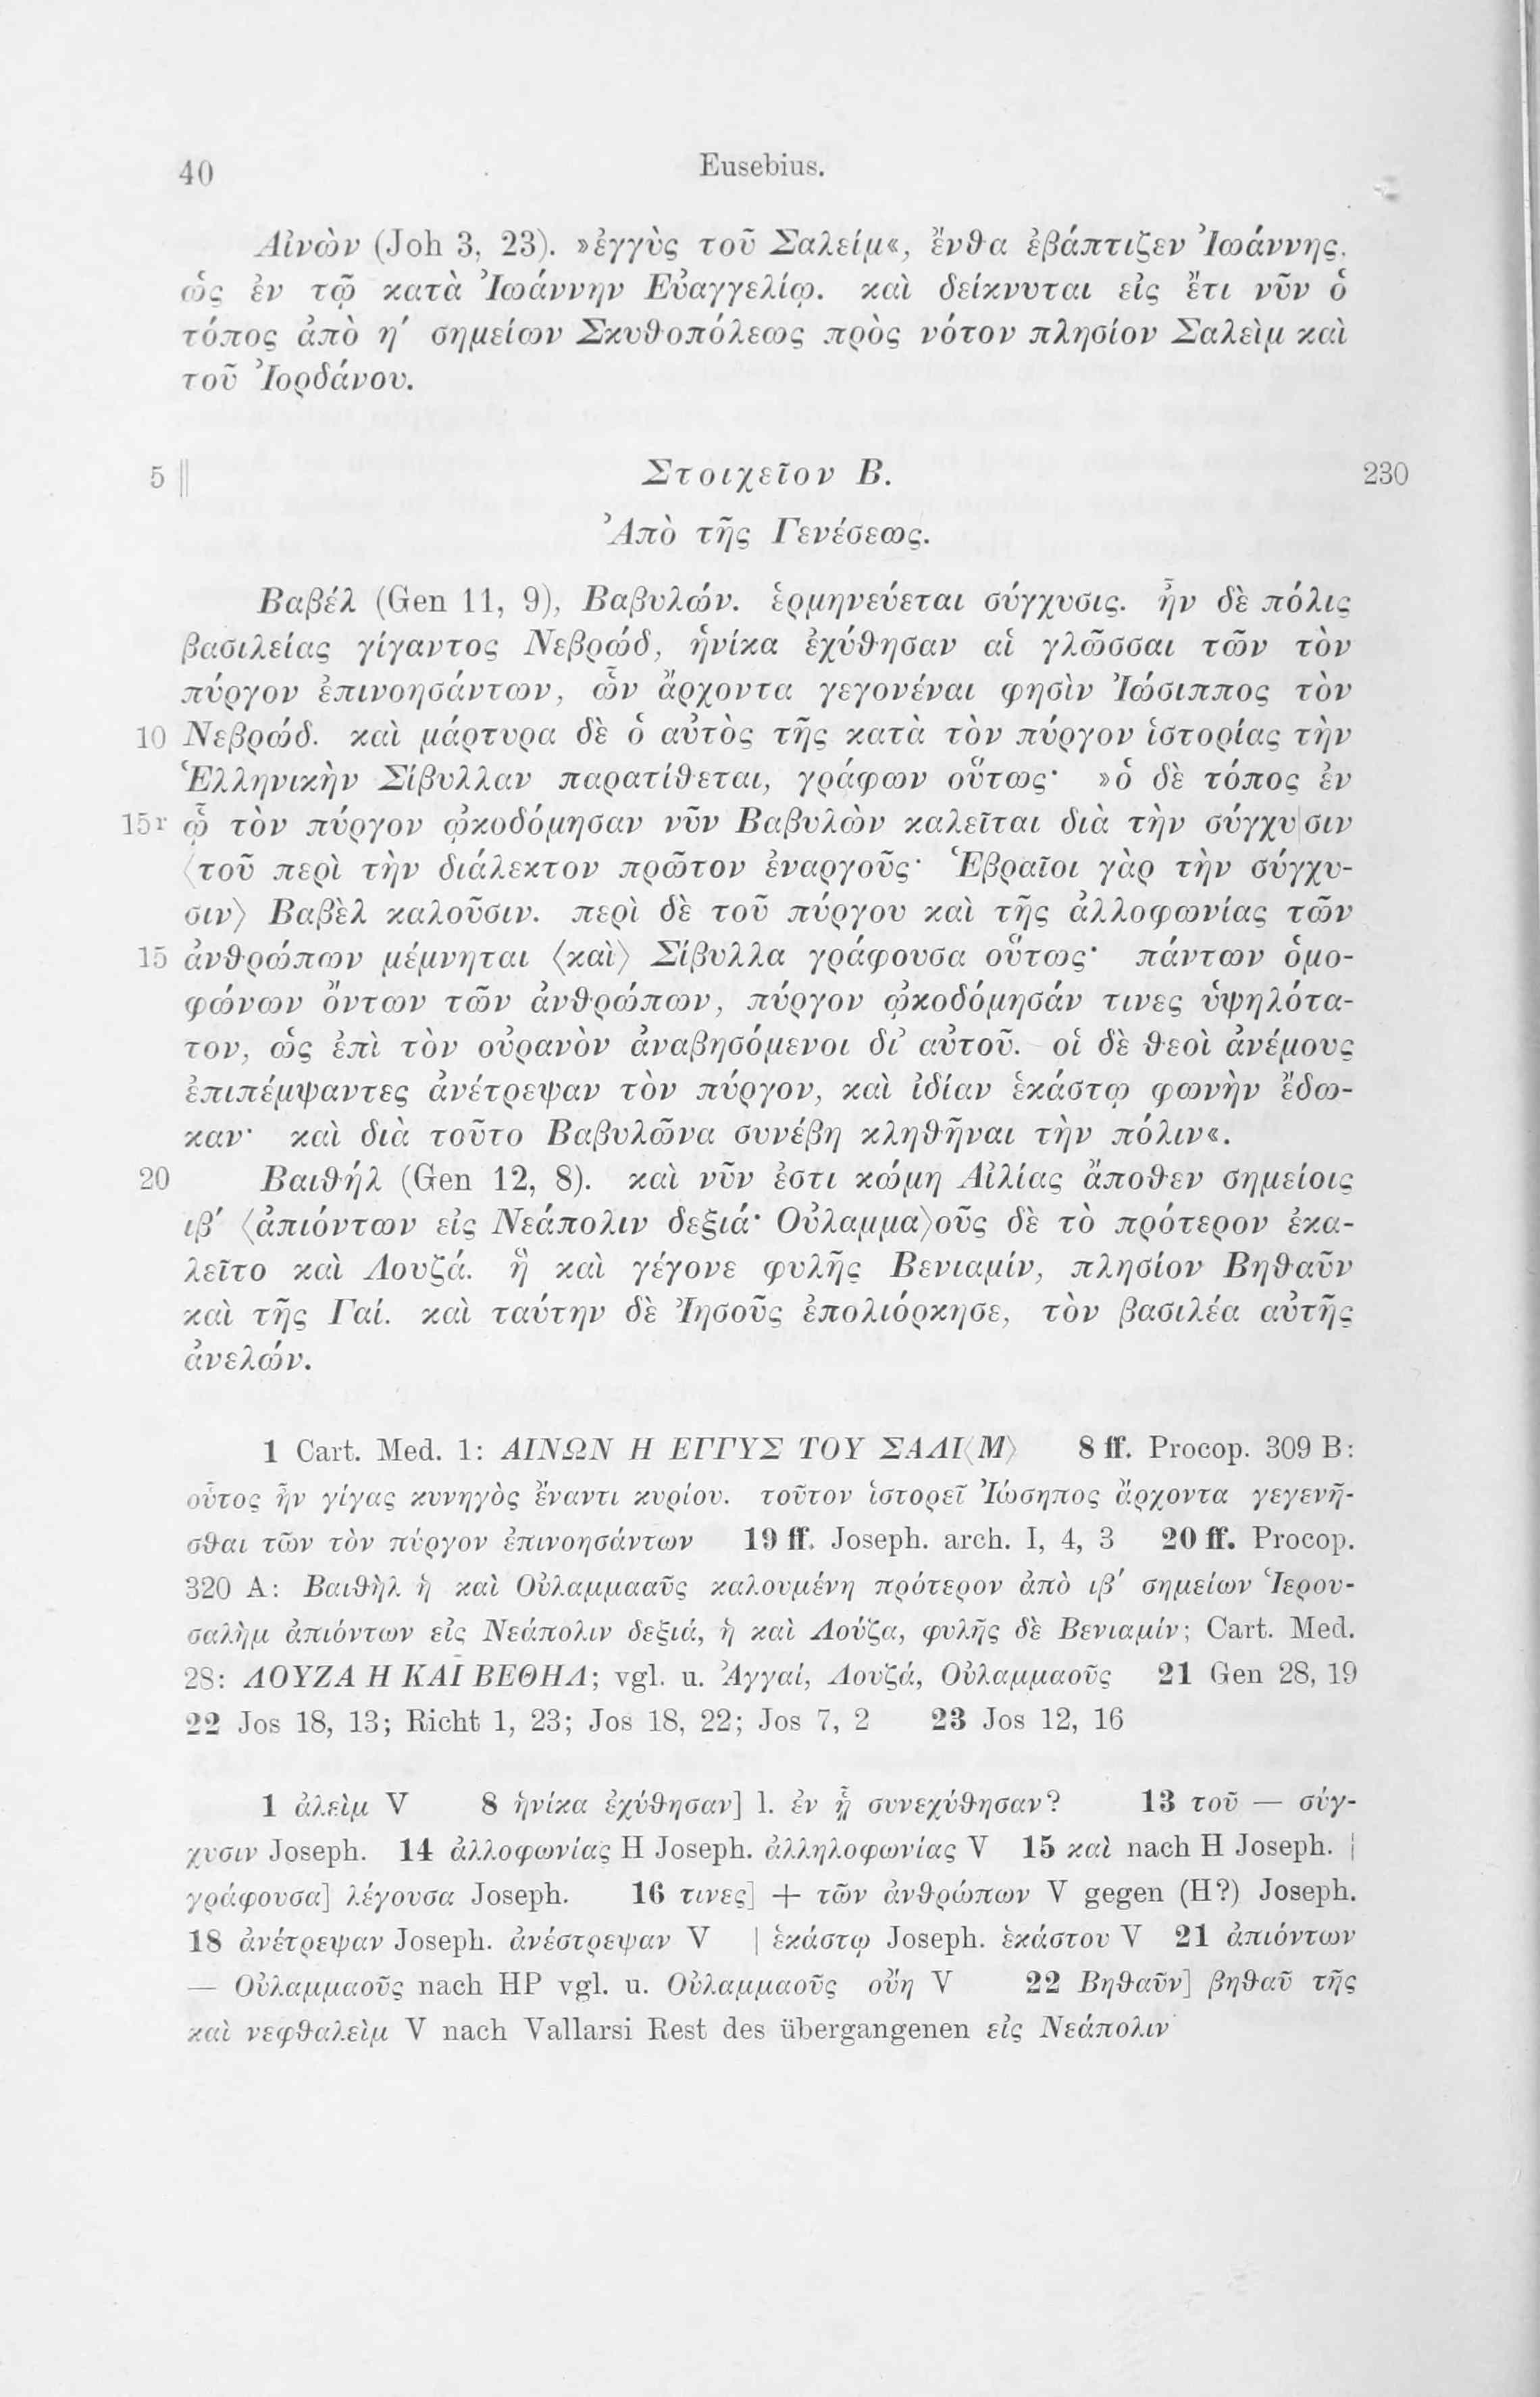 40
Eusebius.
Αἰνὼν (Joh 3, 23). »ἐγγὺς τοῦ Σαλείμ«, ἔνθα ἐβάπτιζεν Ἰωάννης,
ὡς ἐν τῷ κατὰ Ἰωάννην Εὐαγγελίῳ. καὶ δείκνυται εἰς ἔτι νῦν ὁ
τόπος ἀπὸ η′ σημείων Σκυθοπόλεως πρὸς νότον πλησίον Σαλεὶμ καὶ
τοῦ Ἰορδάνου.
5 ‖ Στοιχεῖον Β. 230
Ἀπὸ τῆς Γενέσεως.
Βαβέλ (Gen 11, 9), Βαβυλών. ἑρμηνεύεται σύγχυσις. ἦν δὲ πόλις
βασιλείας γίγαντος Νεβρώδ, ἡνίκα ἐχύθησαν αἱ γλῶσσαι τῶν τὸν
πύργον ἐπινοησάντων, ὧν ἄρχοντα γεγονέναι φησὶν Ἰώσιππος τὸν
10 Νεβρώδ. καὶ μάρτυρα δὲ ὁ αὐτὸς τῆς κατὰ τὸν πύργον ἱστορίας τὴν
Ἑλληνικὴν Σίβυλλαν παρατίθεται, γράφων οὕτως· »ὁ δὲ τόπος ἐν
15r ᾧ τὸν πύργον ᾠκοδόμησαν νῦν Βαβυλὼν καλεῖται διὰ τὴν σύγχυ|σιν
⟨τοῦ περὶ τὴν διάλεκτον πρῶτον ἐναργοῦς· Ἑβραῖοι γὰρ τὴν σύγχυ-
σιν⟩ Βαβὲλ καλοῦσιν. περὶ δὲ τοῦ πύργου καὶ τῆς ἀλλοφωνίας τῶν
15 ἀνθρώπων μέμνηται ⟨καὶ⟩ Σίβυλλα γράφουσα οὕτως· πάντων ὁμο-
φώνων ὄντων τῶν ἀνθρώπων, πύργον ᾠκοδόμησάν τινες ὑψηλότα-
τον, ὡς ἐπὶ τὸν οὐρανὸν ἀναβησόμενοι δι’ αὐτοῦ. οἱ δὲ θεοὶ ἀνέμους
ἐπιπέμψαντες ἀνέτρεψαν τὸν πύργον, καὶ ἰδίαν ἑκάστῳ φωνὴν ἔδω-
καν· καὶ διὰ τοῦτο Βαβυλῶνα συνέβη κληθῆναι τὴν πόλιν«.
20 Βαιθήλ (Gen 12, 8). καὶ νῦν ἐστι κώμη Αἰλίας ἄποθεν σημείοις
ιβ′ ⟨ἀπιόντων εἰς Νεάπολιν δεξιά· Οὐλαμμα⟩οῦς δὲ τὸ πρότερον ἐκα-
λεῖτο καὶ Λουζά. ἣ καὶ γέγονε φυλῆς Βενιαμίν, πλησίον Βηθαῦν
καὶ τῆς Γαί. καὶ ταύτην δὲ Ἰησοῦς ἐπολιόρκησε, τὸν βασιλέα αὐτῆς
ἀνελών.
1 Cart. Med. 1: ΑΙΝΩΝ Η ΕΓΓΥΣ ΤΟΥ ΣΑΛΙ⟨Μ⟩ 8 ff. Procop. 309 B:
οὗτος ἦν γίγας κυνηγὸς ἔναντι κυρίου. τοῦτον ἱστορεῖ Ἰώσηπος ἄρχοντα γεγενῆ-
σθαι τῶν τὸν πύργον ἐπινοησάντων 19 ff. Joseph. arch. I, 4, 3 20 ff. Procop.
320 A: Βαιθὴλ ἡ καὶ Οὐλαμμααῦς καλουμένη πρότερον ἀπὸ ιβ′ σημείων Ἱερου-
σαλὴμ ἀπιόντων εἰς Νεάπολιν δεξιά, ἡ καὶ Λούζα, φυλῆς δὲ Βενιαμίν; Cart. Med.
28: ΛΟΥΖΑ Η ΚΑΙ ΒΕΘΗΛ; vgl. u. Ἀγγαί, Λουζά, Οὐλαμμαοῦς 21 Gen 28, 19
22 Jos 18, 13; Richt 1, 23; Jos 18, 22; Jos 7, 2 23 Jos 12, 16
1 ἀλεὶμ V 8 ἡνίκα ἐχύθησαν] l. ἐν ᾗ συνεχύθησαν? 13 τοῦ — σύγ-
χυσιν Joseph. 14 ἀλλοφωνίας H Joseph. ἀλληλοφωνίας V 15 καὶ nach H Joseph. |
γράφουσα] λέγουσα Joseph. 16 τινες] + τῶν ἀνθρώπων V gegen (H?) Joseph.
18 ἀνέτρεψαν Joseph. ἀνέστρεψαν V | ἑκάστῳ Joseph. ἑκάστου V 21 ἀπιόντων
— Οὐλαμμαοῦς nach HP vgl. u. Οὐλαμμαοῦς οὔη V 22 Βηθαῦν] βηθαῦ τῆς
καὶ νεφθαλεὶμ V nach Vallarsi Rest des übergangenen εἰς Νεάπολιν